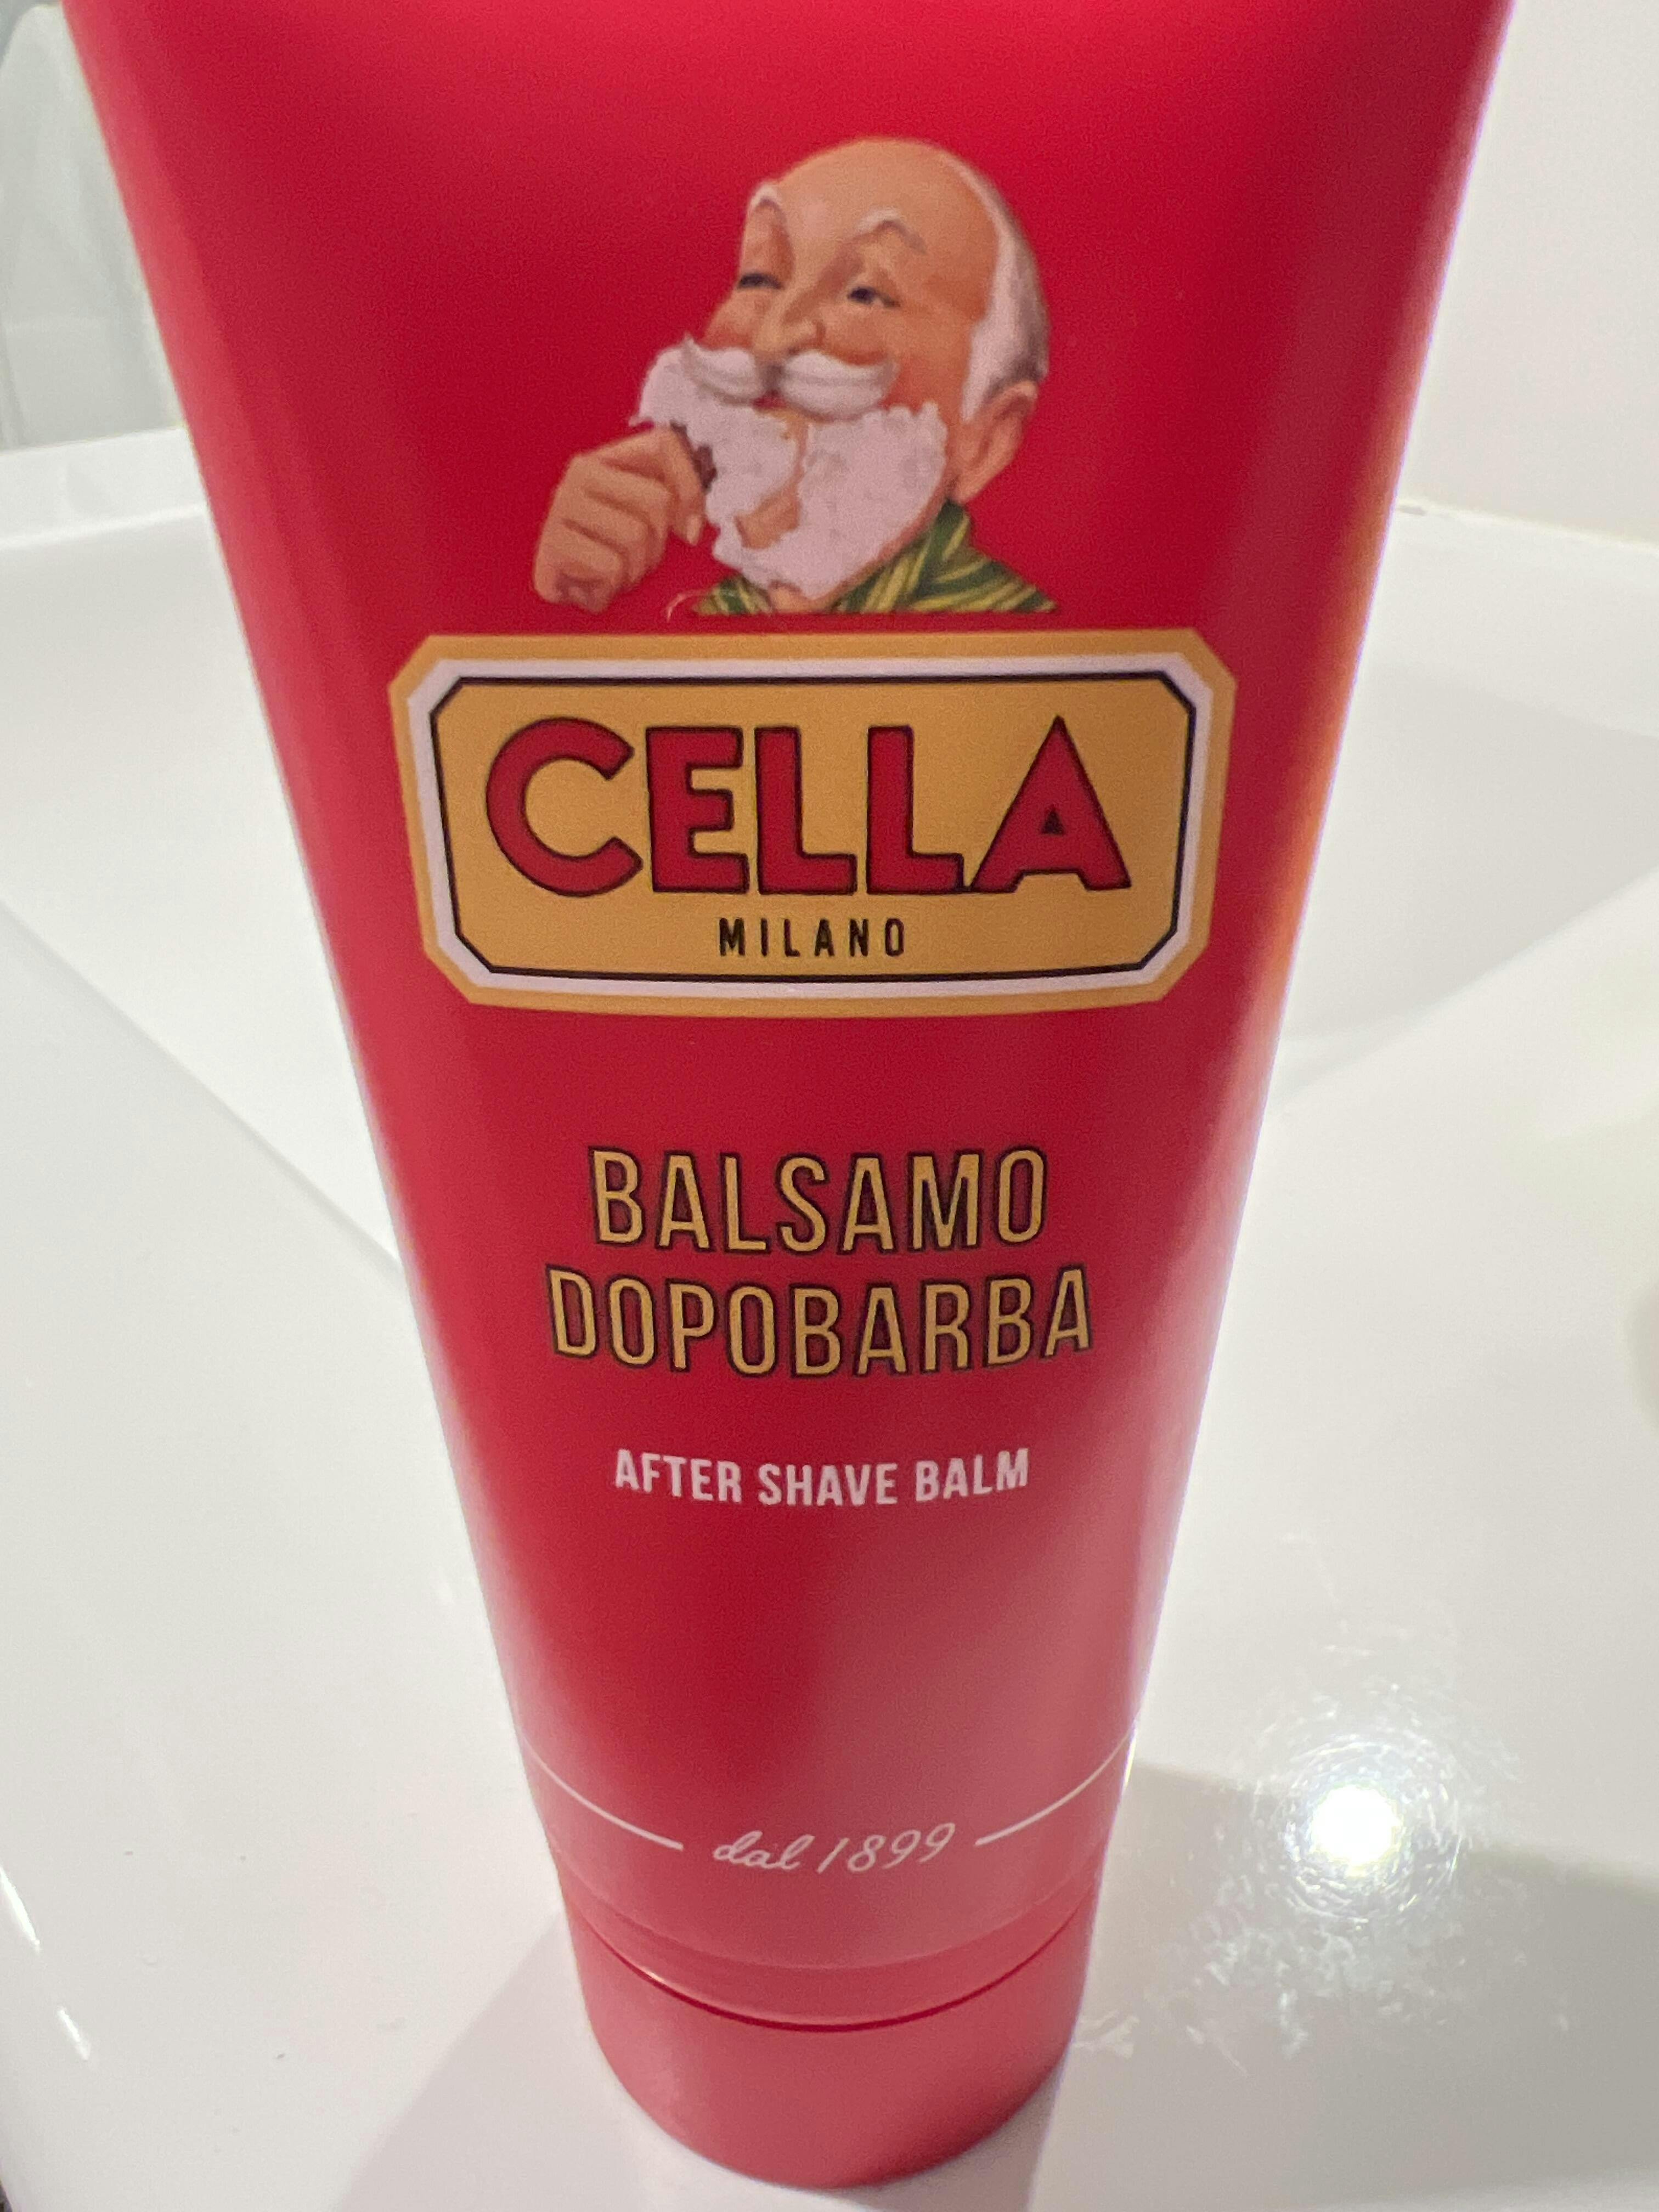 CELLA
MILANO
BALSAMO
DOPOBARBA
AFTER SHAVE BALM
dal 1899